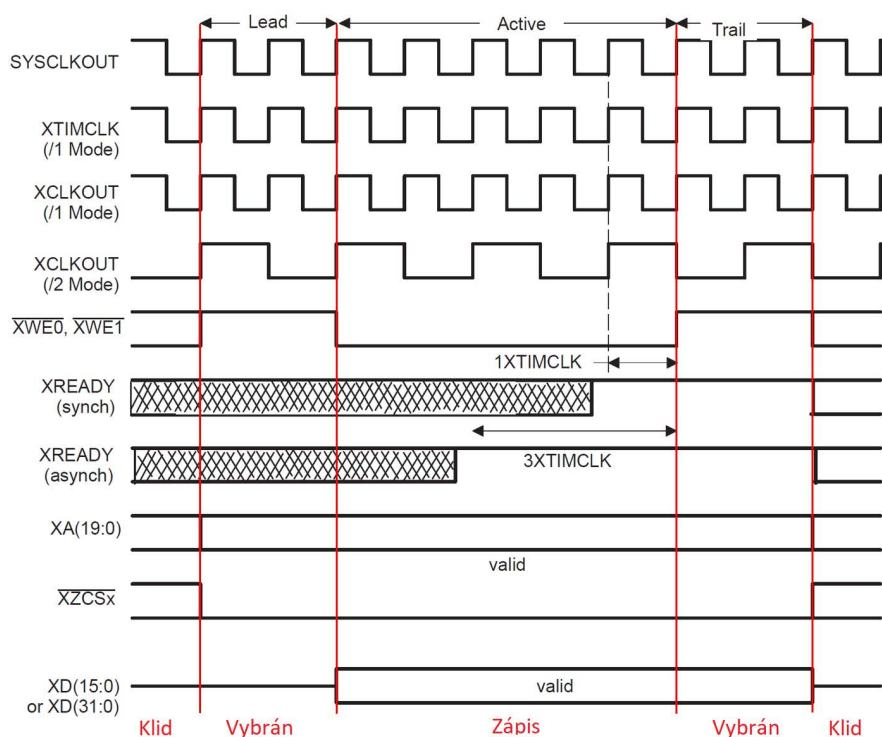 Lead
Active
Trail
SYSCLKOUT
XTIMCLK
(/1 Mode)
XCLKOUT
(/1 Mode)
XCLKOUT
(/2 Mode)
XWE0, XWE1
1XTIMCLK
XREADY
(synch)
XREADY
(asynch)
3XTIMCLK
XA(19:0)
valid
XZCSx
XD(15:0)
or XD(31:0)
valid
Klid
Vybrán
Zápis
Vybrán
Klid